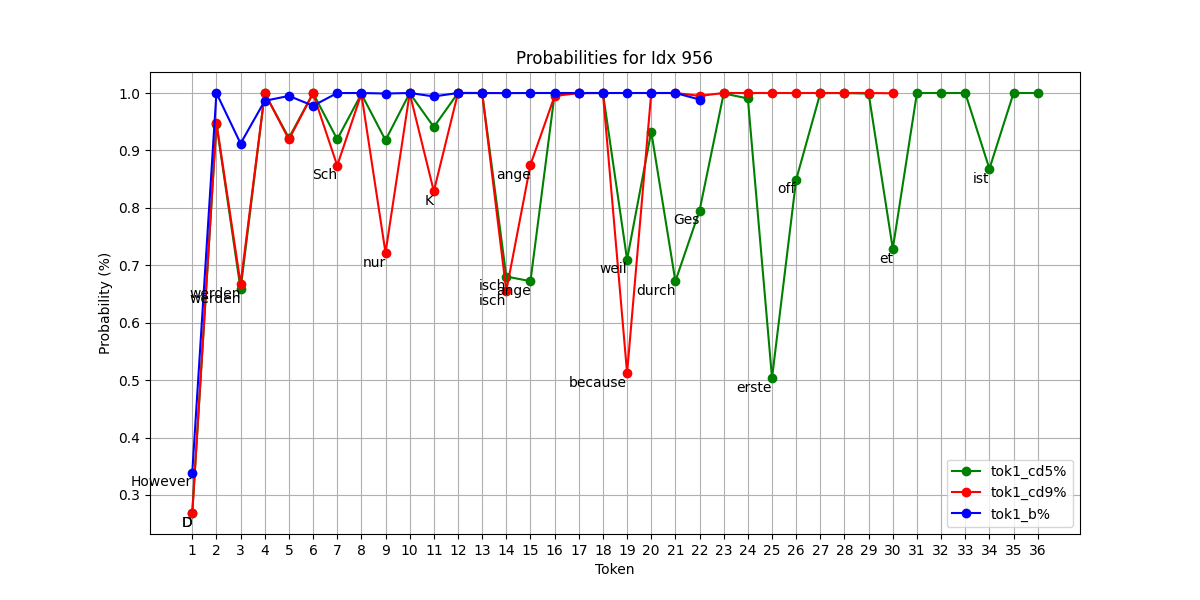 Probabilities for Idx 956
Probability (%)
1.0
0.9
0.8
0.7
0.6
0.5
0.4
0.3
However
D
D
werden
werden
Sch
nur
K
isch
isch
ange
ange
weil
because
durch
Ges
erste
off
et
ist
tok1_cd5%
tok1_cd9%
tok1_b%
1 2 3 4 5 6 7 8 9 10 11 12 13 14 15 16 17 18 19 20 21 22 23 24 25 26 27 28 29 30 31 32 33 34 35 36
Token